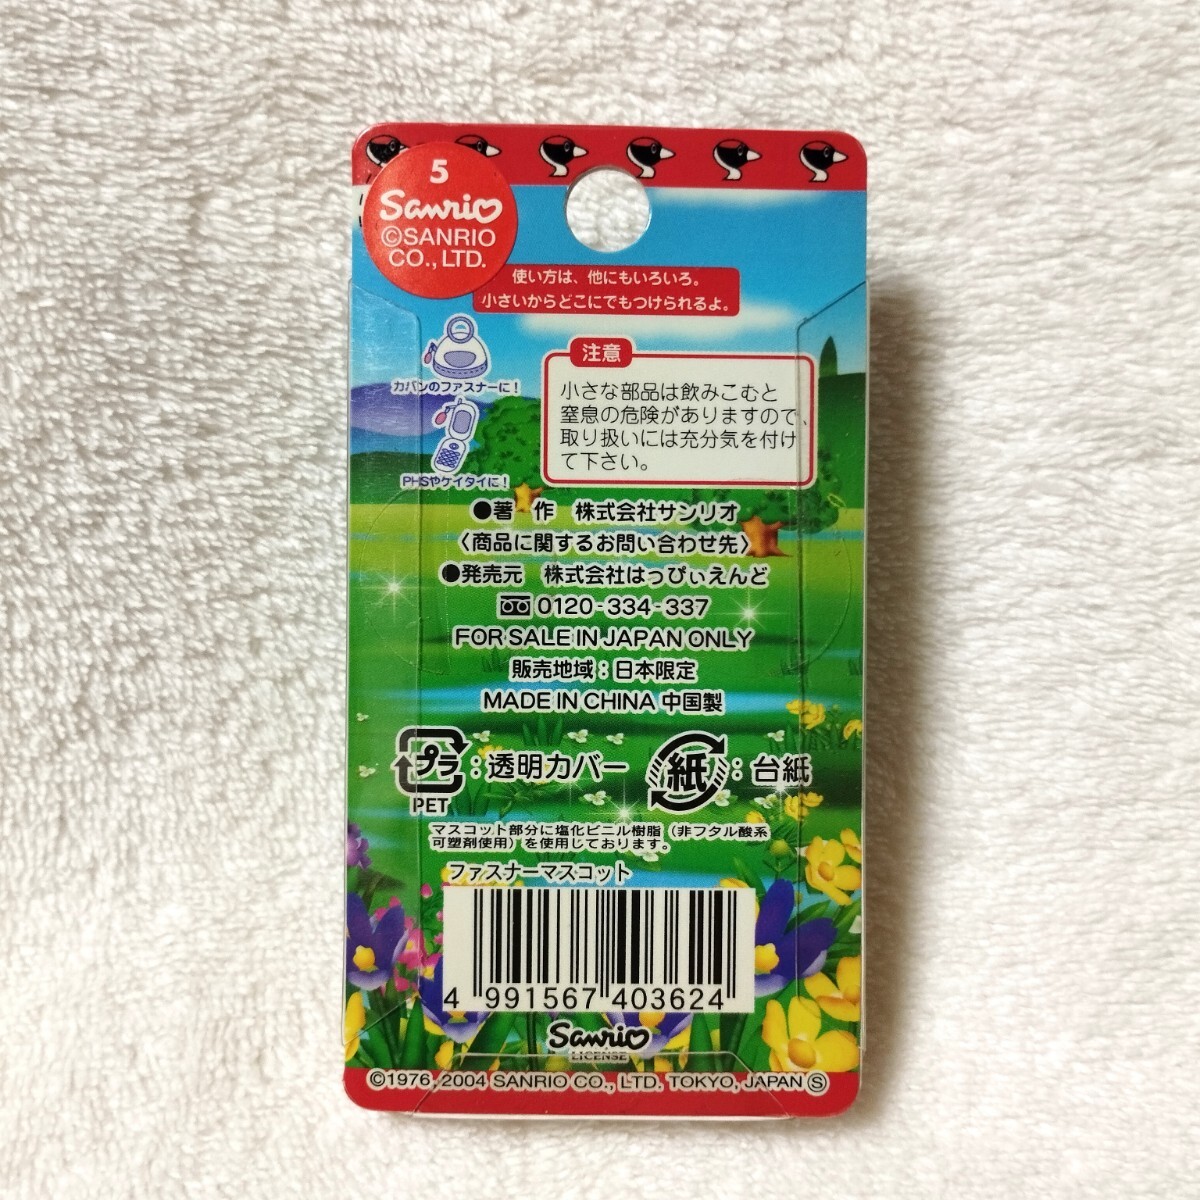 5
Sanrio
©SANRIO
CO., LTD.
使い方は、他にもいろいろ。
小さいからどこにでもつけられるよ。
カバンのファスナーに！
PHSやケイタイに！
注意
小さな部品は飲みこむと
窒息の危険がありますので、
取り扱いには充分気を付け
て下さい。
●著 作 株式会社サンリオ
〈商品に関するお問い合わせ先〉
●発売元 株式会社はっぴぃえんど
0120-334-337
FOR SALE IN JAPAN ONLY
販売地域：日本限定
MADE IN CHINA 中国製
プラ：透明カバー
PET
紙：台紙
マスコット部分に塩化ビニル樹脂（非フタル酸系
可塑剤使用）を使用しております。
ファスナーマスコット
4 991567 403624
Sanrio
LICENSE
©1976, 2004 SANRIO CO., LTD. TOKYO, JAPAN Ⓢ